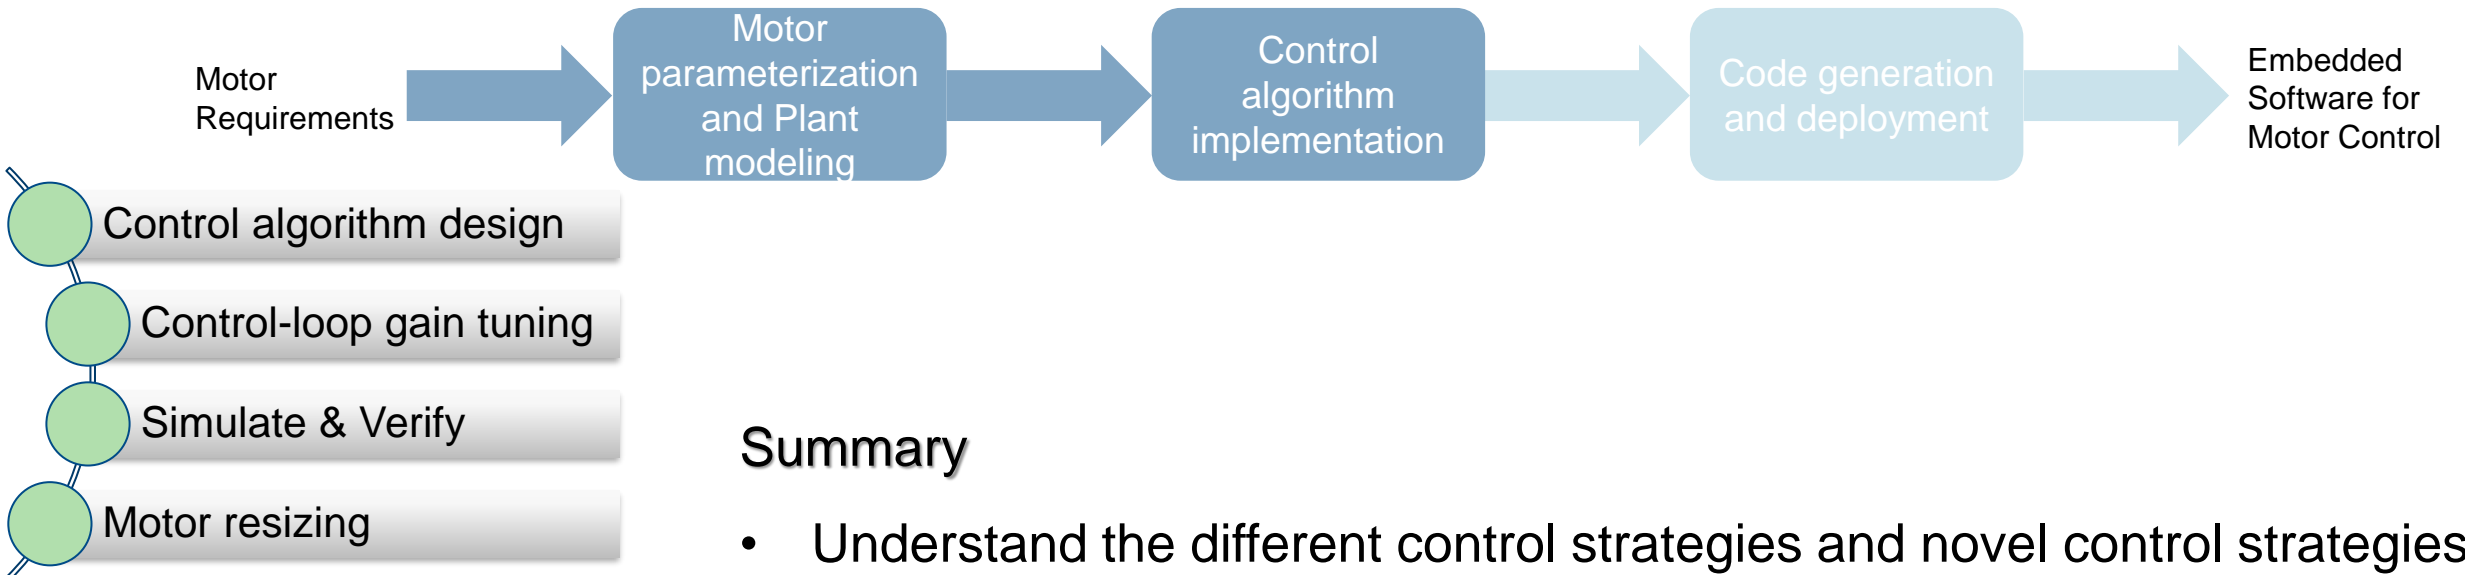 Motor
Requirements
Motor
parameterization
and Plant
modeling
Control
algorithm
implementation
Code generation
and deployment
Embedded
Software for
Motor Control
Control algorithm design
Control-loop gain tuning
Simulate & Verify
Motor resizing
Summary
• Understand the different control strategies and novel control strategies